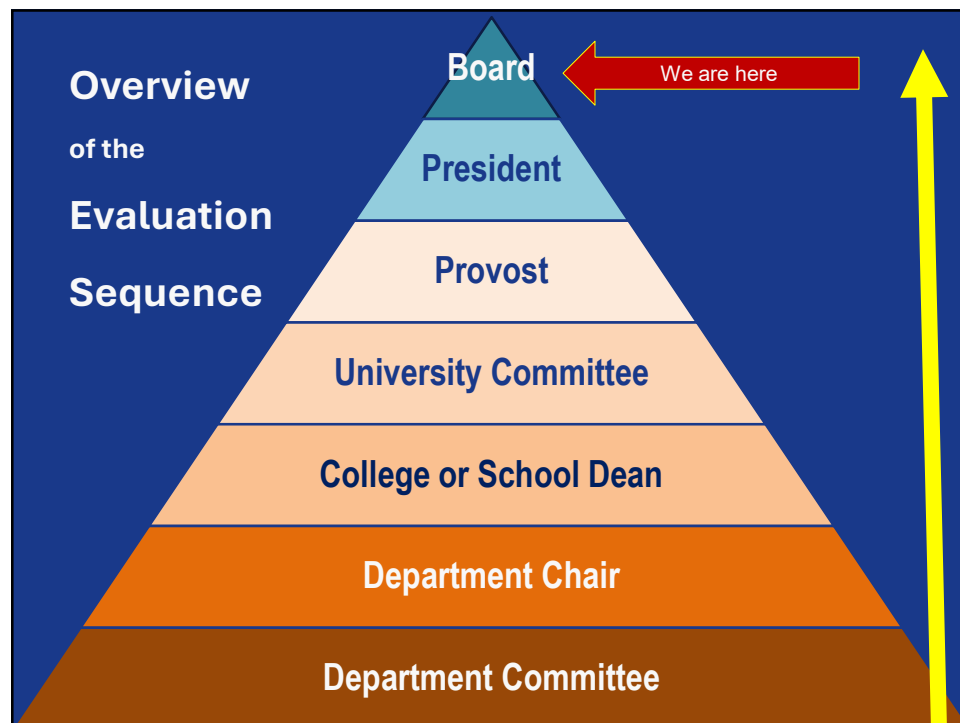 Overview
of the
Evaluation
Sequence
Board
We are here
President
Provost
University Committee
College or School Dean
Department Chair
Department Committee